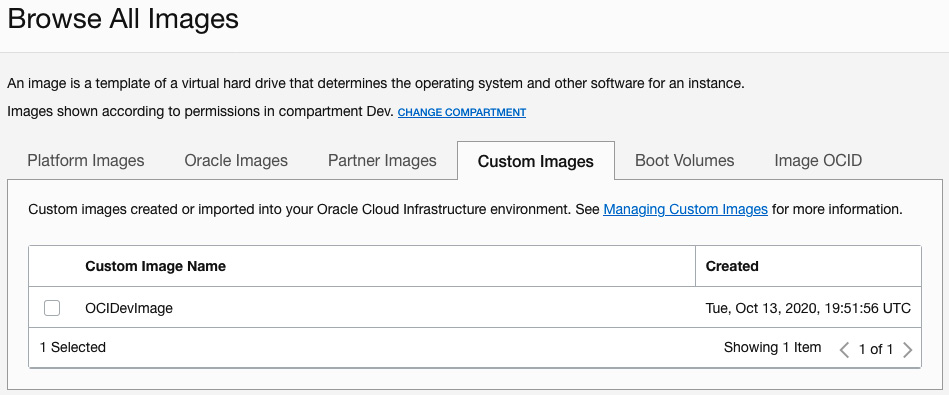 Browse All Images
An image is a template of a virtual hard drive that determines the operating system and other software for an instance.
Images shown according to permissions in compartment Dev. CHANGE COMPARTMENT
Platform Images Oracle Images Partner Images Custom Images Boot Volumes Image OCID
Custom images created or imported into your Oracle Cloud Infrastructure environment. See Managing Custom Images for more information.
Custom Image Name Created
OCIDevImage Tue, Oct 13, 2020, 19:51:56 UTC
1 Selected Showing 1 Item 1 of 1